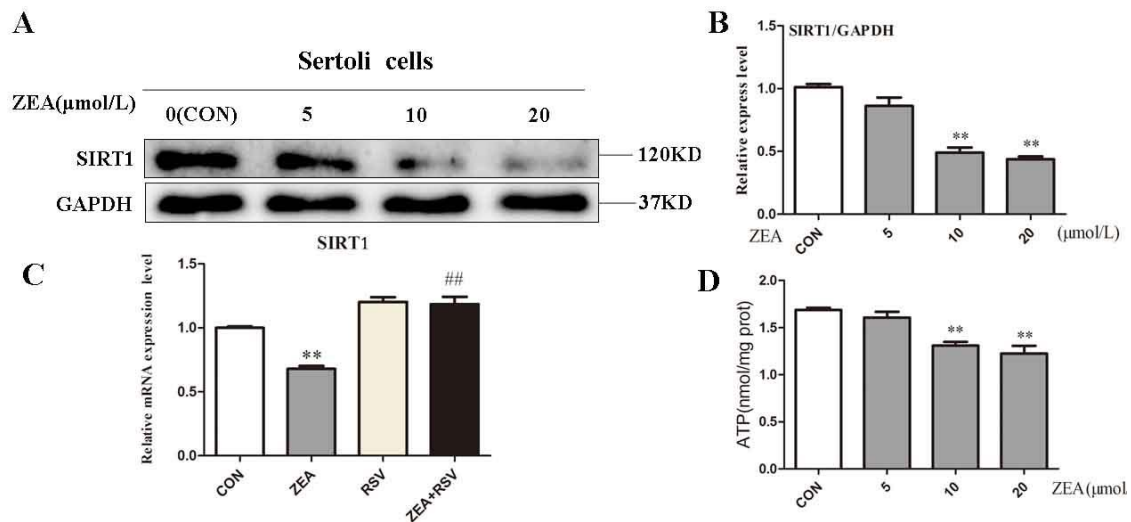 A
Sertoli cells
ZEA(μmol/L)
0(CON) 5 10 20
SIRT1
120KD
GAPDH
37KD
B
SIRT1/GAPDH
Relative express level
1.5
1.0
0.5
0.0
**
**
ZEA
CON 5 10 20
(μmol/L)
C
SIRT1
Relative mRNA expression level
1.5
1.0
0.5
0.0
**
##
CON ZEA RSV ZEA+RSV
D
ATP(nmol/mg prot)
2.0
1.5
1.0
0.5
0.0
**
**
CON 5 10 20
ZEA(μmol/